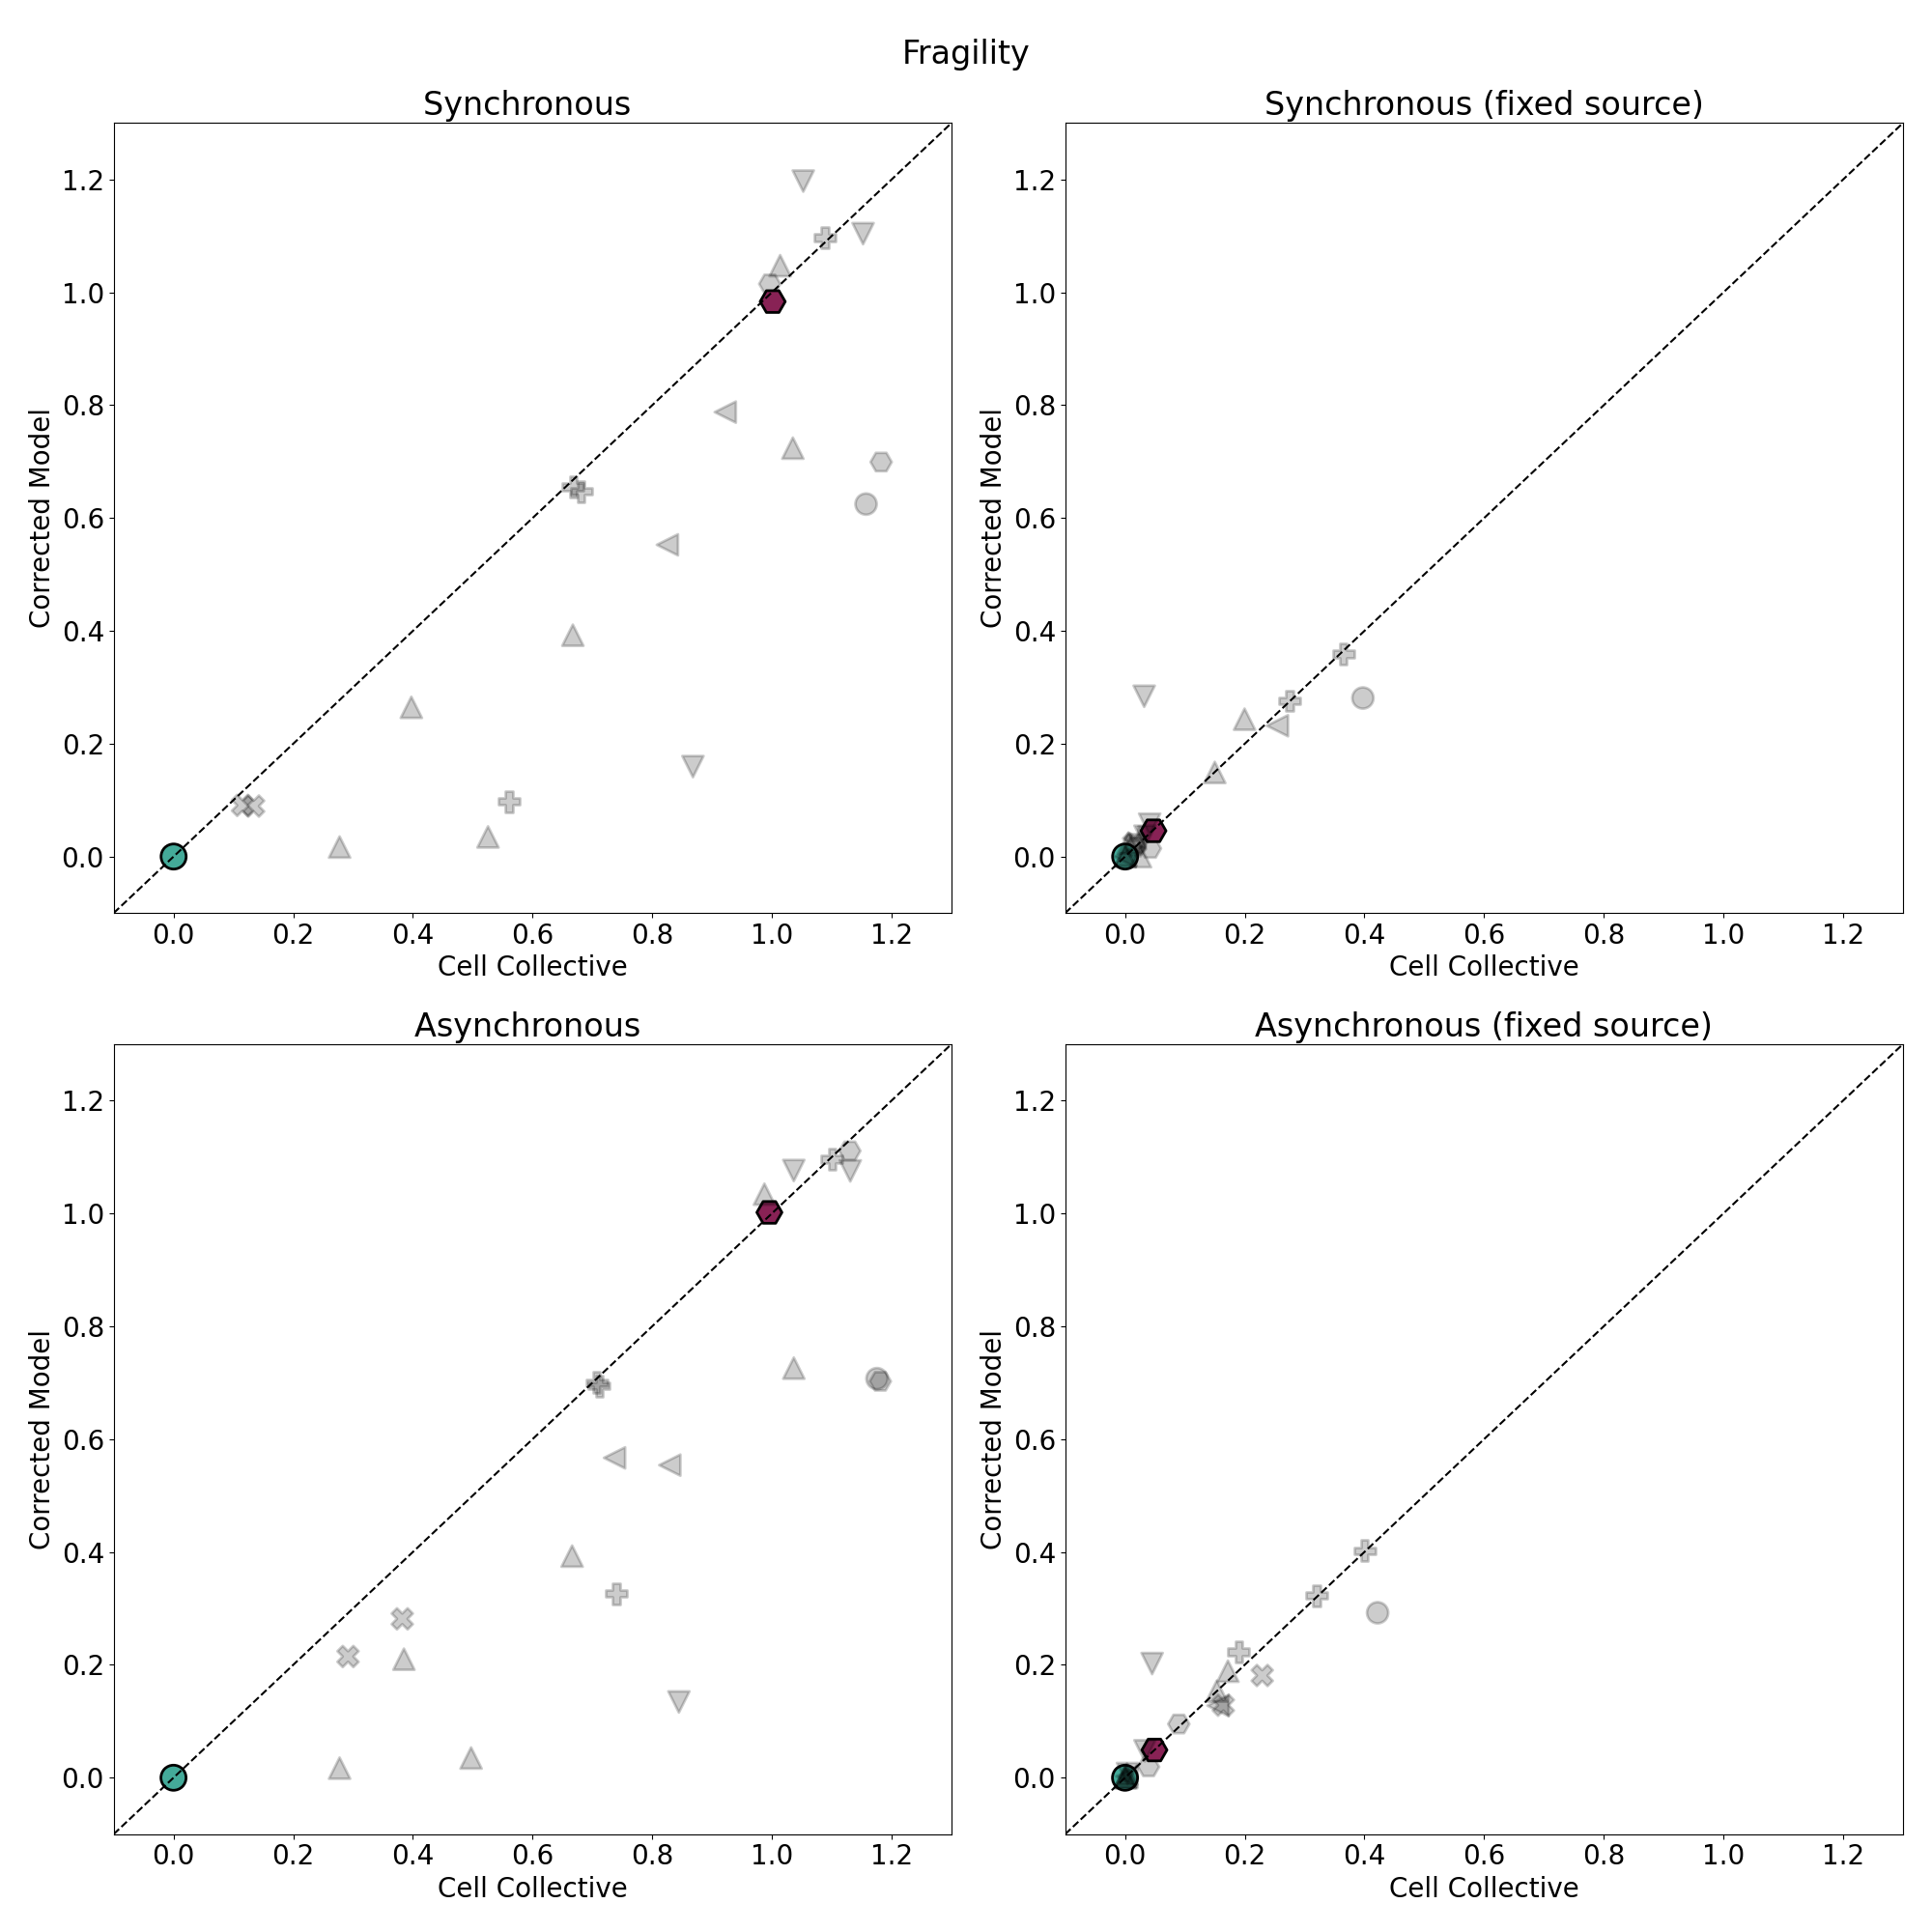 Fragility
Synchronous
Corrected Model
1.2
1.0
0.8
0.6
0.4
0.2
0.0
0.0 0.2 0.4 0.6 0.8 1.0 1.2
Cell Collective
Synchronous (fixed source)
Corrected Model
1.2
1.0
0.8
0.6
0.4
0.2
0.0
0.0 0.2 0.4 0.6 0.8 1.0 1.2
Cell Collective
Asynchronous
Corrected Model
1.2
1.0
0.8
0.6
0.4
0.2
0.0
0.0 0.2 0.4 0.6 0.8 1.0 1.2
Cell Collective
Asynchronous (fixed source)
Corrected Model
1.2
1.0
0.8
0.6
0.4
0.2
0.0
0.0 0.2 0.4 0.6 0.8 1.0 1.2
Cell Collective